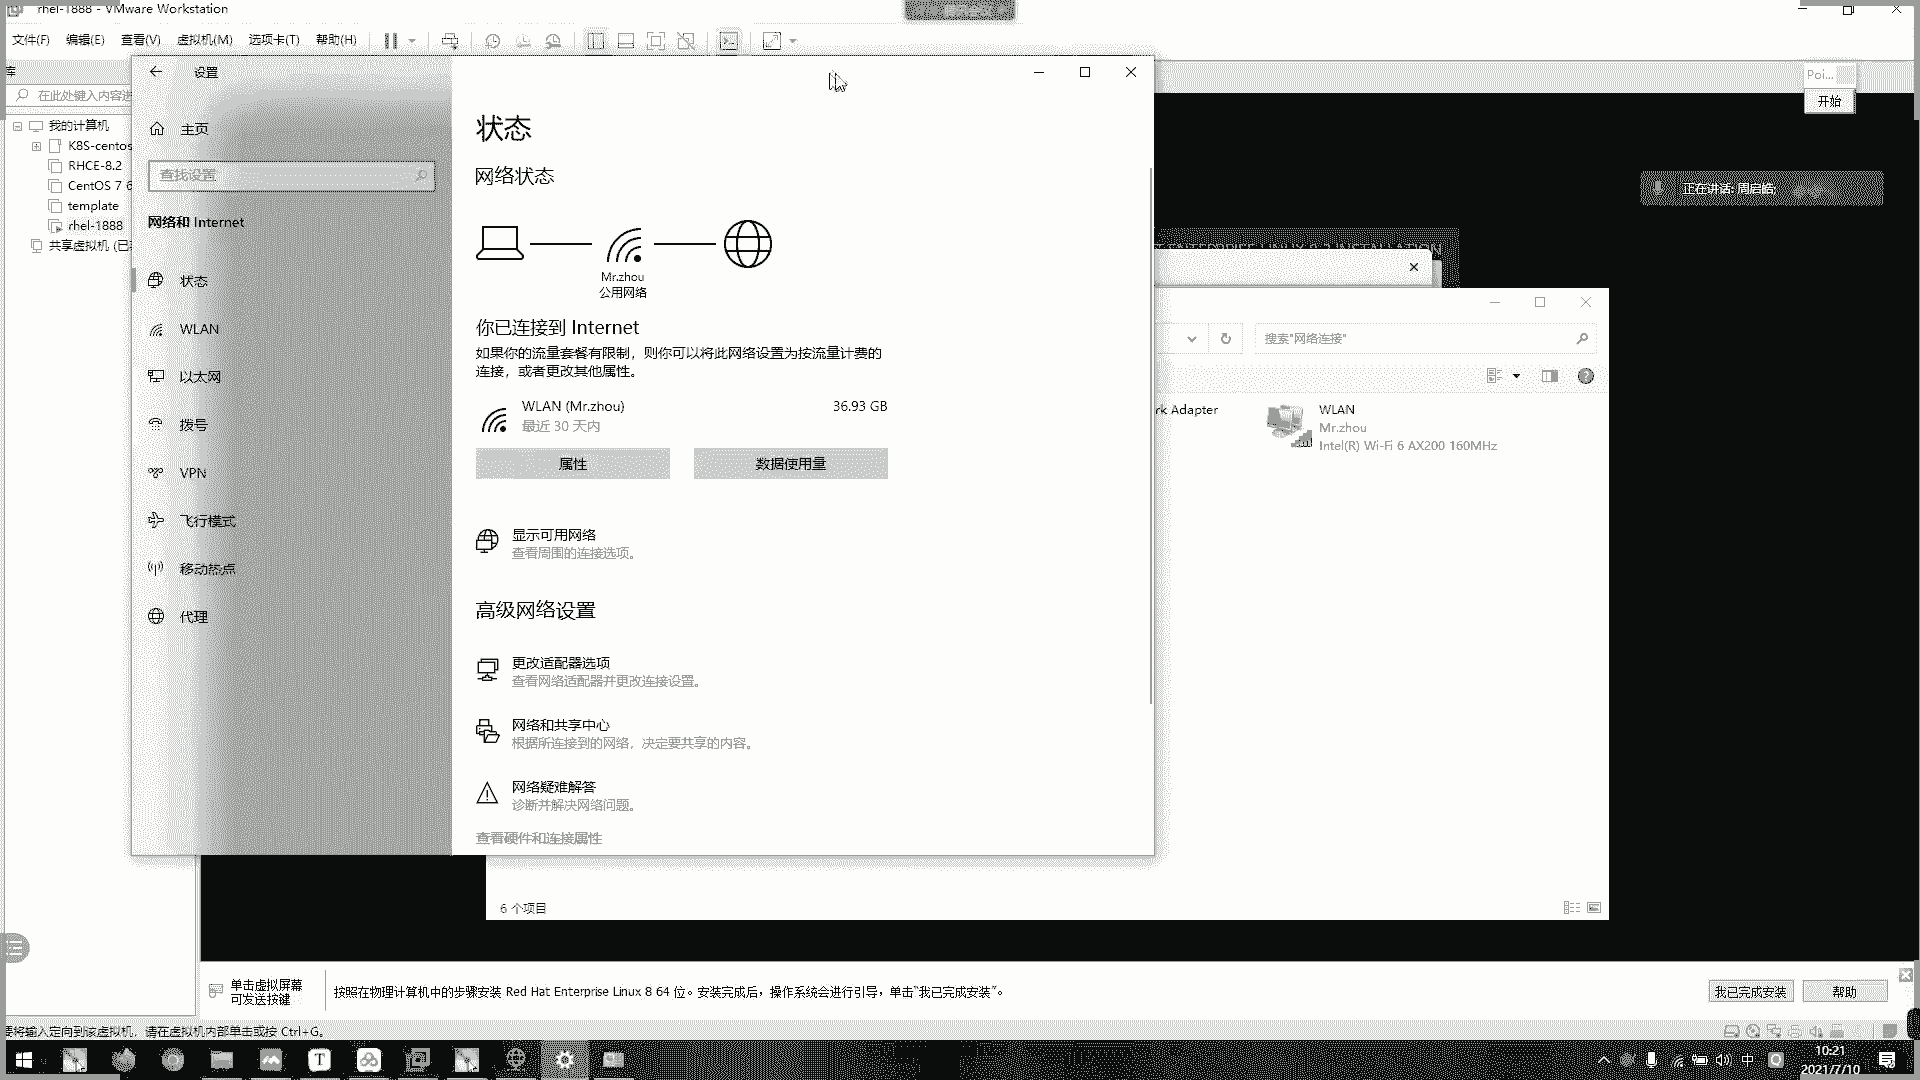 rhel-1888 - VMware Workstation
文件(F) 编辑(E) 查看(V) 虚拟机(M) 选项卡(T) 帮助(H)
库
在此处键入内容进
我的计算机
K8S-centos
RHCE-8.2
CentOS 7 6
template
rhel-1888
共享虚拟机 (已
设置
主页
查找设置
网络和 Internet
状态
WLAN
以太网
拨号
VPN
飞行模式
移动热点
代理
状态
网络状态
Mr.zhou
公用网络
你已连接到 Internet
如果你的流量套餐有限制，则你可以将此网络设置为按流量计费的
连接，或者更改其他属性。
WLAN (Mr.zhou) 36.93 GB
最近 30 天内
属性 数据使用量
显示可用网络
查看周围的连接选项。
高级网络设置
更改适配器选项
查看网络适配器并更改连接设置。
网络和共享中心
根据所连接到的网络，决定要共享的内容。
网络疑难解答
诊断并解决网络问题。
查看硬件和连接属性
Poi...
开始
正在讲话: 周启皓;
ENTERPRISE LINUX 8.2 INSTALLATION
搜索"网络连接"
rk Adapter
WLAN
Mr.zhou
Intel(R) Wi-Fi 6 AX200 160MHz
6 个项目
单击虚拟屏幕
可发送按键
按照在物理计算机中的步骤安装 Red Hat Enterprise Linux 8 64 位。安装完成后，操作系统会进行引导，单击"我已完成安装"。
我已完成安装 帮助
要将输入定向到该虚拟机，请在虚拟机内部单击或按 Ctrl+G。
中
10:21
2021/7/10